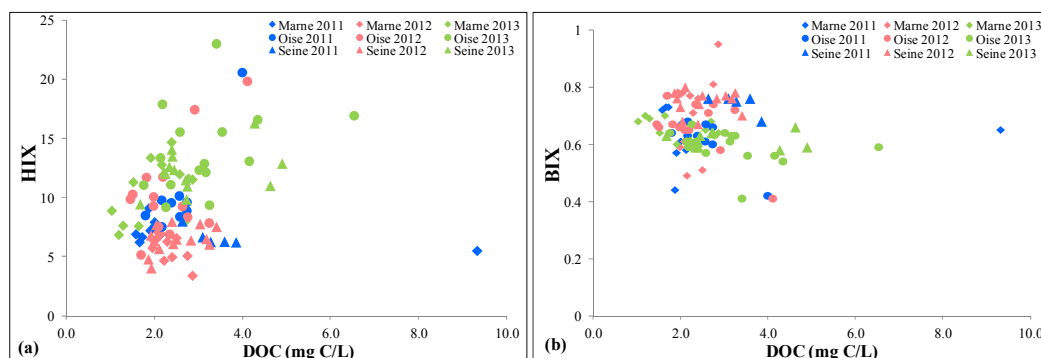 25
20
15
10
5
0
HIX
Marne 2011 Marne 2012 Marne 2013
Oise 2011 Oise 2012 Oise 2013
Seine 2011 Seine 2012 Seine 2013
0.0 2.0 4.0 6.0 8.0 10.0
(a) DOC (mg C/L)
1
0.8
0.6
0.4
0.2
0
BIX
Marne 2011 Marne 2012 Marne 2013
Oise 2011 Oise 2012 Oise 2013
Seine 2011 Seine 2012 Seine 2013
0.0 2.0 4.0 6.0 8.0 10.0
(b) DOC (mg C/L)